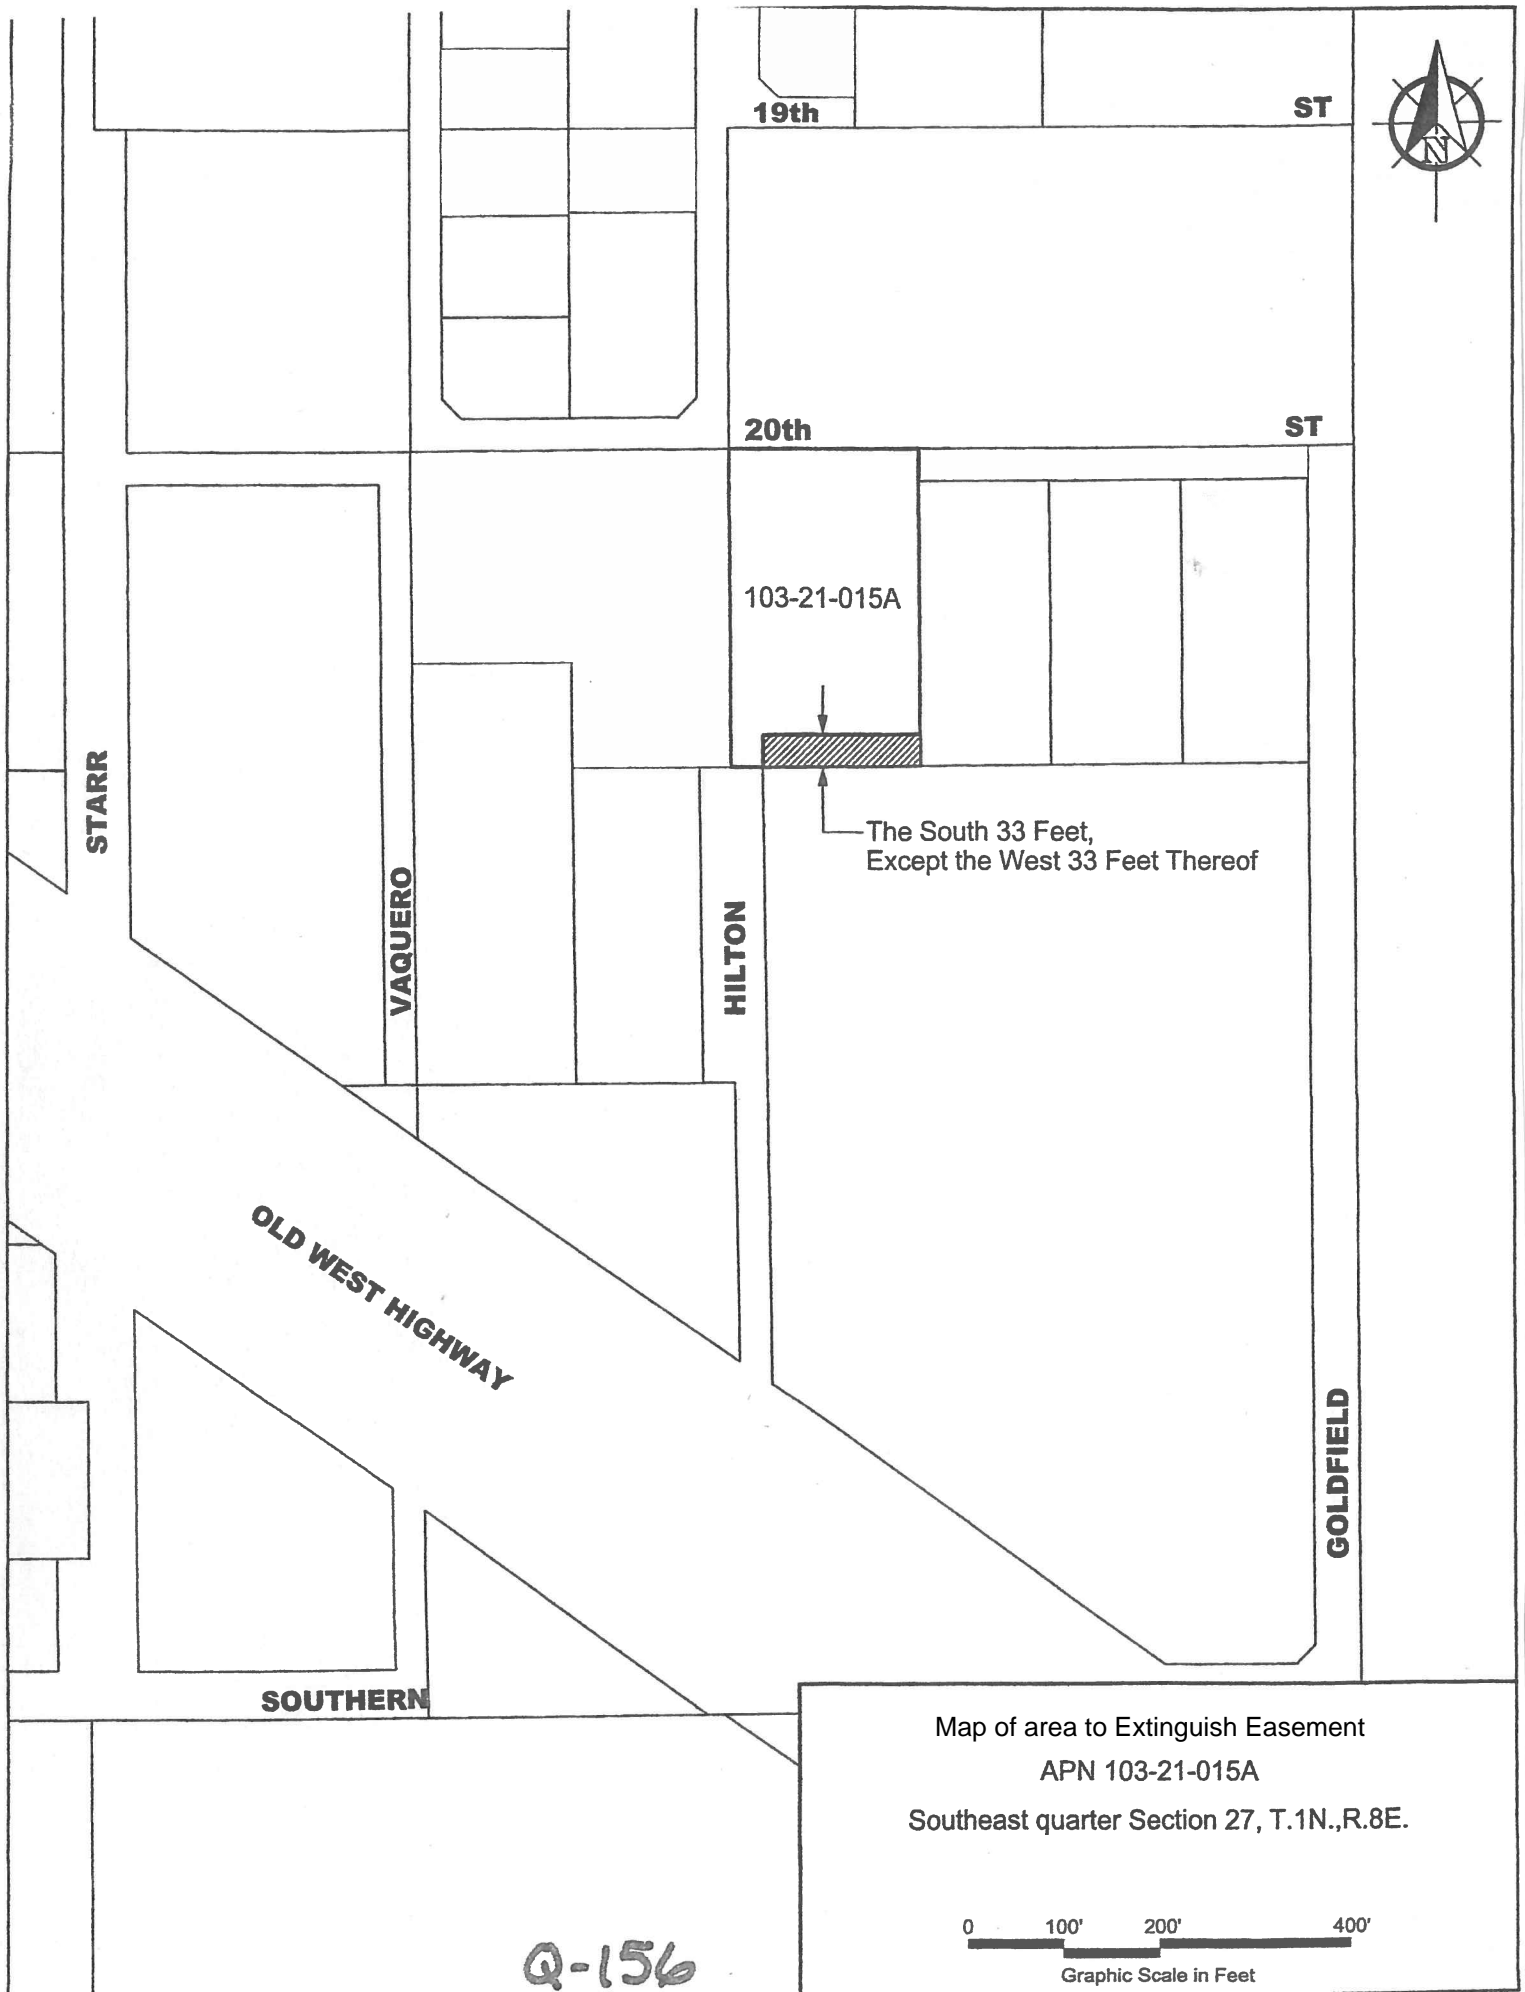 19th
ST
N
20th
ST
103-21-015A
STARR
The South 33 Feet,
Except the West 33 Feet Thereof
VAQUERO
HILTON
OLD WEST HIGHWAY
GOLDFIELD
SOUTHERN
Map of area to Extinguish Easement
APN 103-21-015A
Southeast quarter Section 27, T.1N.,R.8E.
0 100' 200' 400'
Graphic Scale in Feet
Q-156